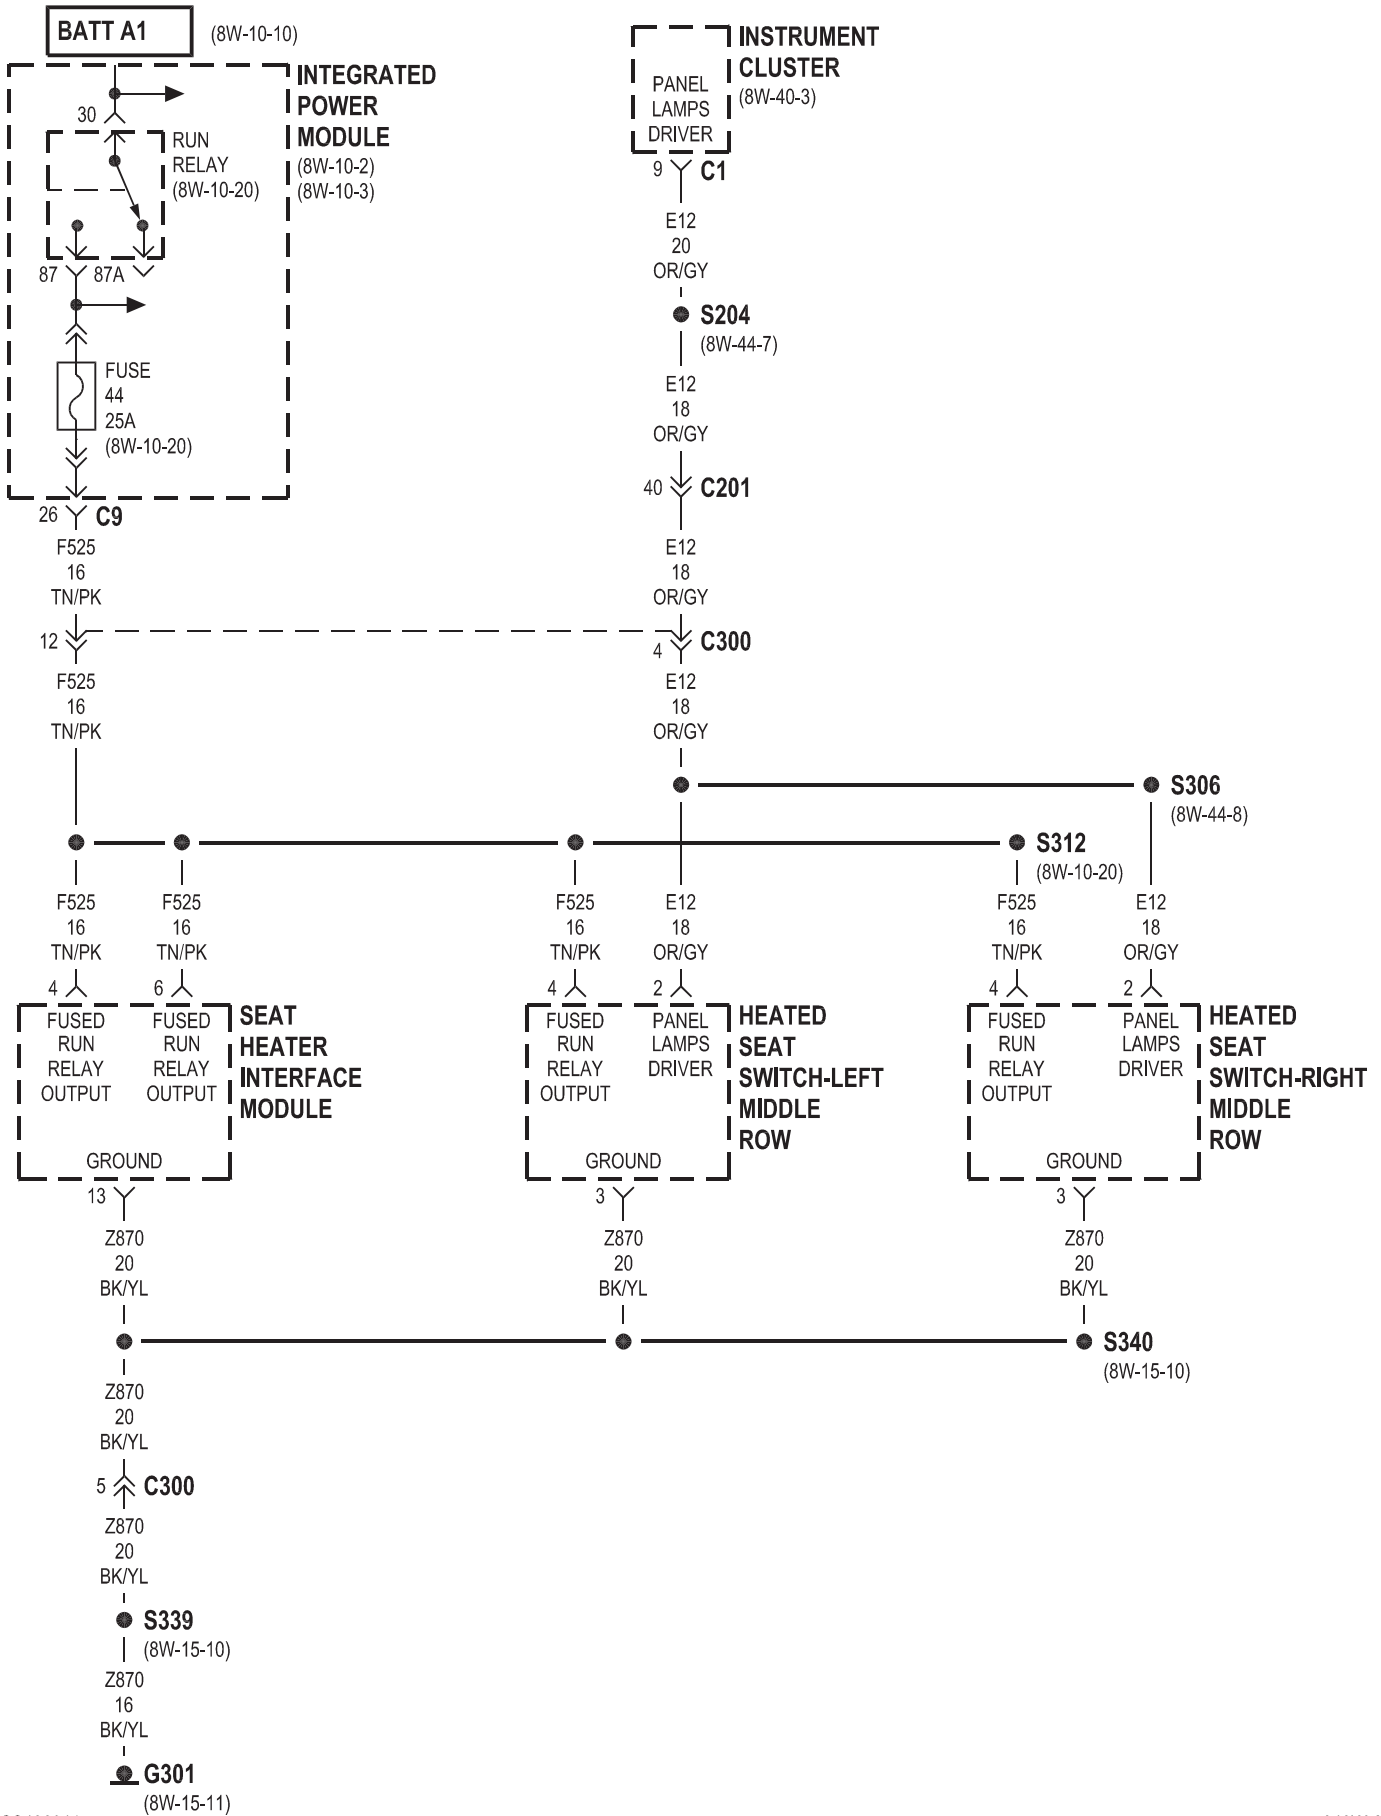 BATT A1
(8W-10-10)
INTEGRATED
POWER
MODULE
(8W-10-2)
(8W-10-3)
30
RUN
RELAY
(8W-10-20)
87
87A
FUSE
44
25A
(8W-10-20)
26
C9
F525
16
TN/PK
12
F525
16
TN/PK
INSTRUMENT
CLUSTER
(8W-40-3)
PANEL
LAMPS
DRIVER
9
C1
E12
20
OR/GY
S204
(8W-44-7)
E12
18
OR/GY
40
C201
E12
18
OR/GY
4
C300
E12
18
OR/GY
S306
(8W-44-8)
S312
(8W-10-20)
F525
16
TN/PK
4
F525
16
TN/PK
6
F525
16
TN/PK
4
E12
18
OR/GY
2
F525
16
TN/PK
4
E12
18
OR/GY
2
FUSED
RUN
RELAY
OUTPUT
FUSED
RUN
RELAY
OUTPUT
GROUND
SEAT
HEATER
INTERFACE
MODULE
FUSED
RUN
RELAY
OUTPUT
PANEL
LAMPS
DRIVER
GROUND
HEATED
SEAT
SWITCH-LEFT
MIDDLE
ROW
FUSED
RUN
RELAY
OUTPUT
PANEL
LAMPS
DRIVER
GROUND
HEATED
SEAT
SWITCH-RIGHT
MIDDLE
ROW
13
Z870
20
BK/YL
3
Z870
20
BK/YL
3
Z870
20
BK/YL
S340
(8W-15-10)
Z870
20
BK/YL
5
C300
Z870
20
BK/YL
S339
(8W-15-10)
Z870
16
BK/YL
G301
(8W-15-11)